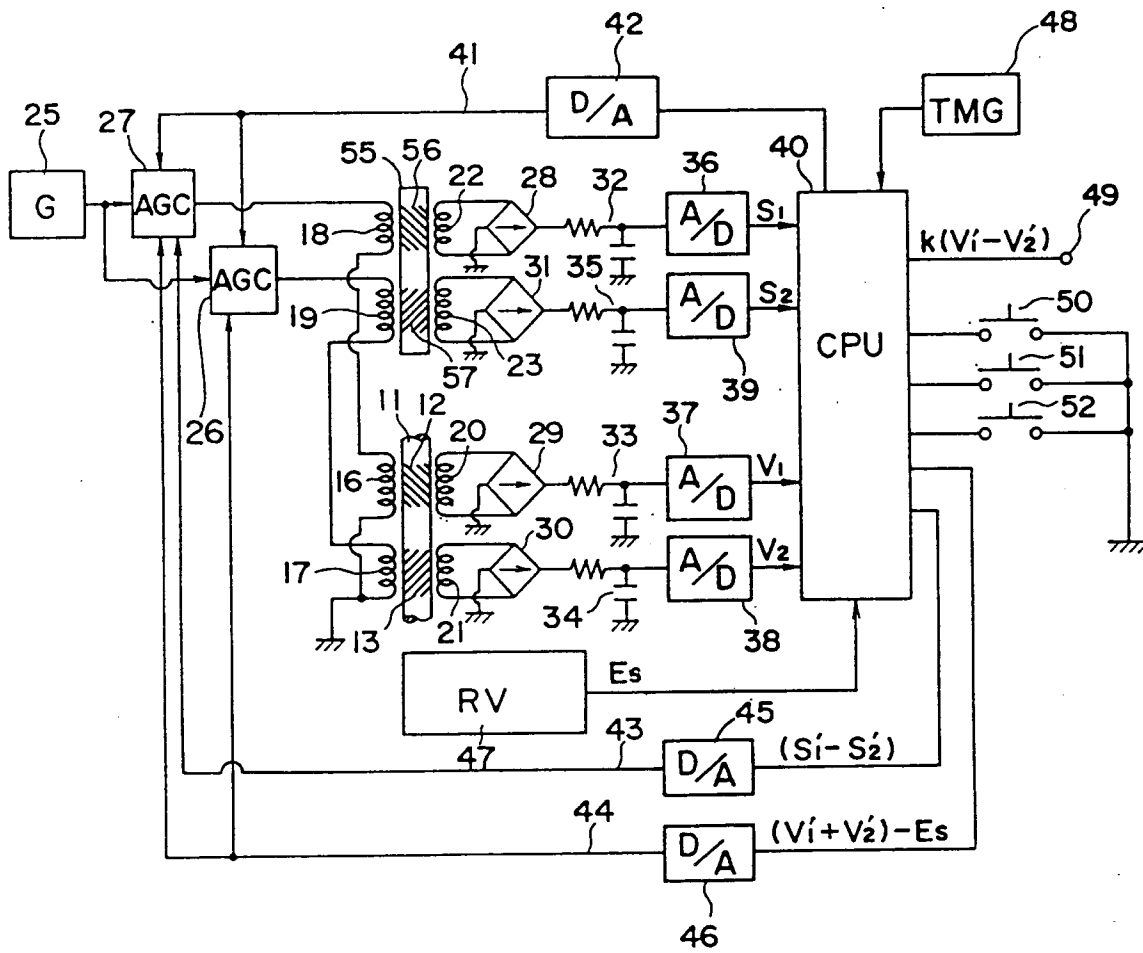 42
41
48
D/A
TMG
25
27
55
56
22
28
32
36
40
G
AGC
A/D
S1
18
49
k(V1′−V2′)
31
35
AGC
A/D
S2
50
19
CPU
57
23
39
51
26
11
12
20
29
33
37
52
16
A/D
V1
30
17
A/D
V2
34
13
21
38
Es
RV
45
47
43
D/A
(S1′−S2′)
44
(V1′+V2′)−Es
D/A
46